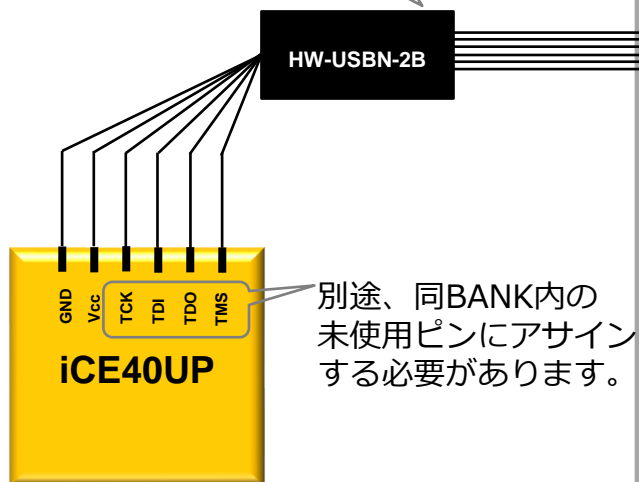 HW-USBN-2B
GND
Vcc
TCK
TDI
TDO
TMS
iCE40UP
別途、同BANK内の
未使用ピンにアサイン
する必要があります。